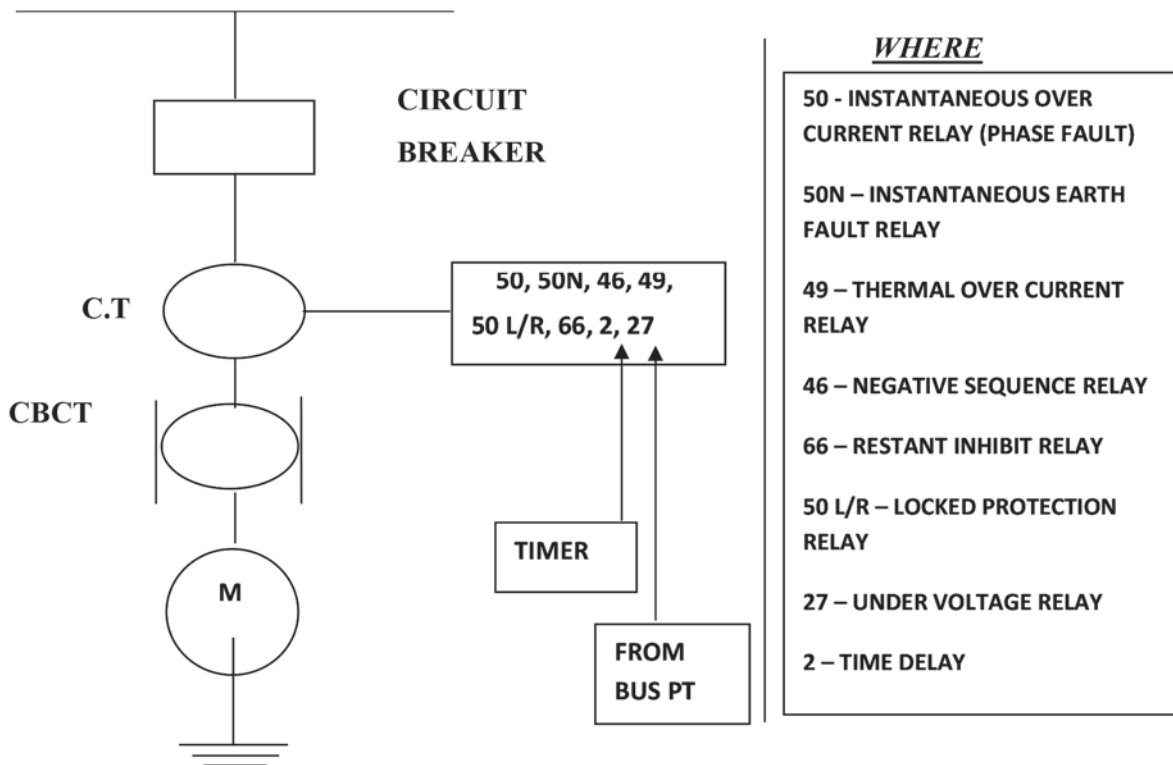 CIRCUIT
BREAKER
C.T
50, 50N, 46, 49,
50 L/R, 66, 2, 27
CBCT
TIMER
M
FROM
BUS PT
WHERE
50 - INSTANTANEOUS OVER
CURRENT RELAY (PHASE FAULT)
50N – INSTANTANEOUS EARTH
FAULT RELAY
49 – THERMAL OVER CURRENT
RELAY
46 – NEGATIVE SEQUENCE RELAY
66 – RESTANT INHIBIT RELAY
50 L/R – LOCKED PROTECTION
RELAY
27 – UNDER VOLTAGE RELAY
2 – TIME DELAY